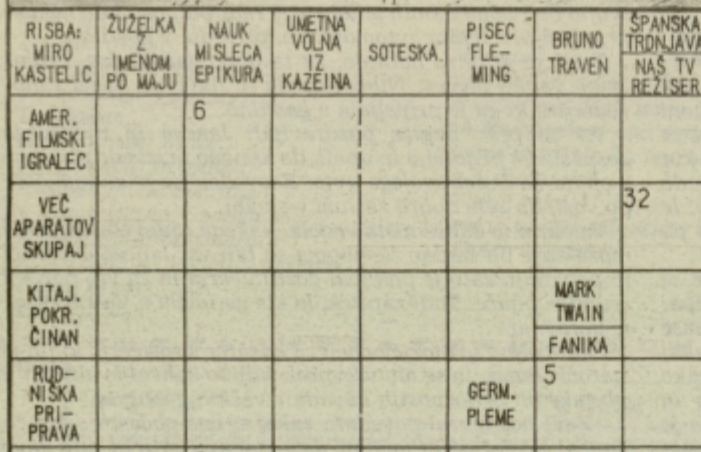 RISBA:
MIRO
KASTELIC
ŽUŽELKA
Z
IMENOM
PO MAJU
NAUK
MISLECA
EPIKURA
UMETNA
VOLNA
IZ
KAZEINA
SOTESKA
PISEC
FLE-
MING
BRUNO
TRAVEN
ŠPANSKA
TRDNJAVA
NAŠ TV
REŽISER
AMER.
FILMSKI
IGRALEC
6
VEČ
APARATOV
SKUPAJ
32
KITAJ.
POKR.
ČINAN
MARK
TWAIN
FANIKA
RUD-
NIŠKA
PRI-
PRAVA
GERM.
PLEME
5